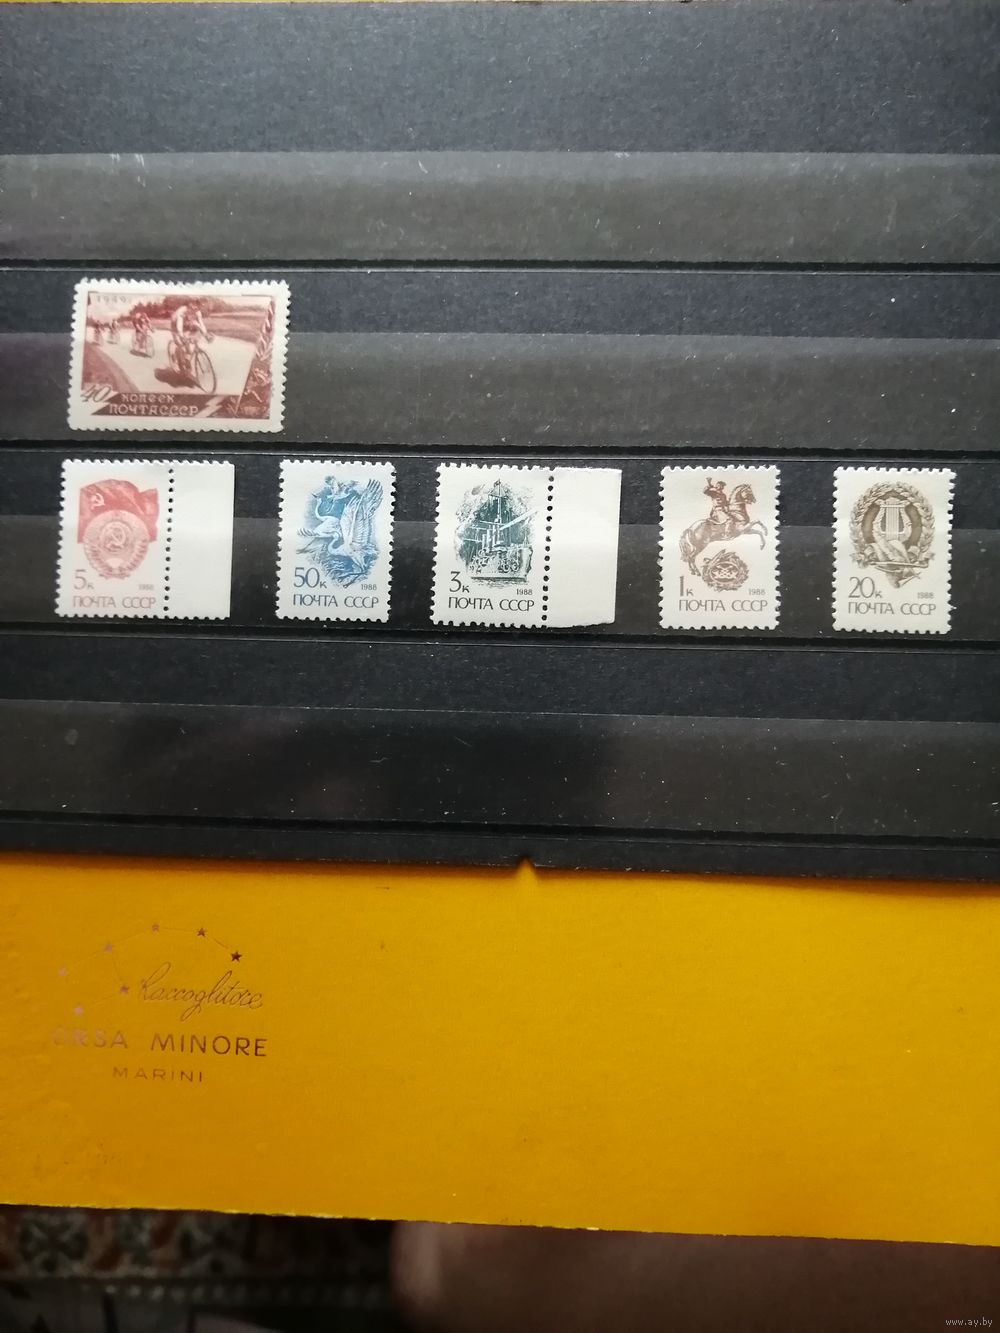 1949
40 копеек
ПОЧТА СССР
5к 1988
ПОЧТА СССР
50к 1988
ПОЧТА СССР
3к 1988
ПОЧТА СССР
1к 1988
ПОЧТА СССР
20к 1988
ПОЧТА СССР
Raccoglitore
ORSA MINORE
MARINI
www.ay.by